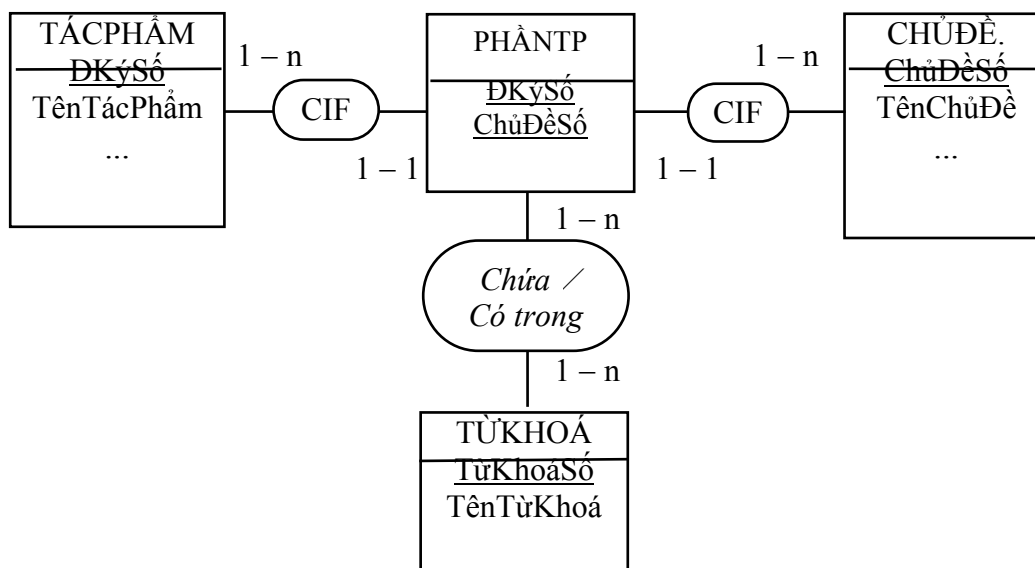 TÁCPHẨM
ĐKýSố
TênTácPhẩm
...
1 – n
CIF
1 – 1
PHẦNTP
ĐKýSố
ChủĐềSố
1 – n
CIF
1 – 1
CHỦĐỀ.
ChủĐềSố
TênChủĐề
...
1 – n
Chứa /
Có trong
1 – n
TỪKHOÁ
TừKhoáSố
TênTừKhoá